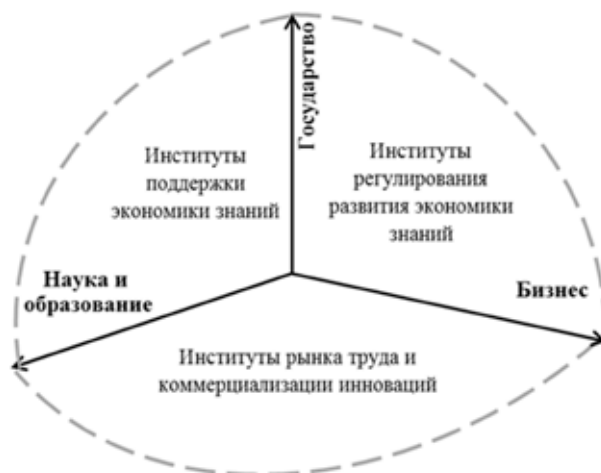 Государство
Институты
поддержки
экономики знаний
Институты
регулирования
развития экономики
знаний
Наука и
образование
Бизнес
Институты рынка труда и
коммерциализации инноваций